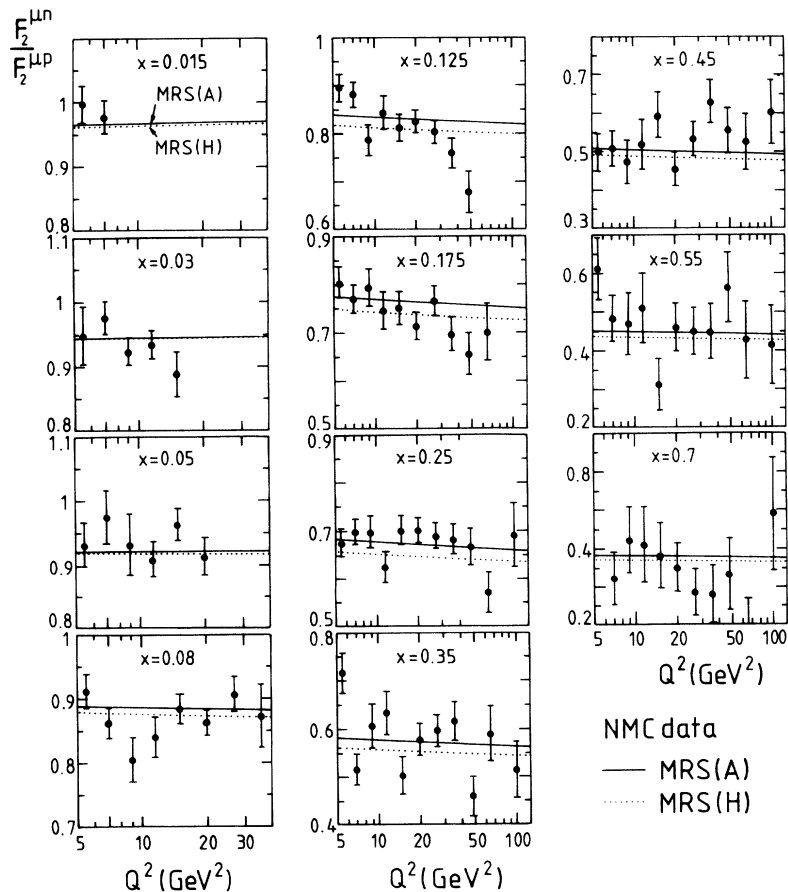 F₂^μn
F₂^μp
x=0.015
1
0.9
0.8
MRS(A)
MRS(H)
1.1
x=0.03
1
0.9
0.8
1.1
x=0.05
1
0.9
0.8
x=0.08
0.9
0.8
0.7
5
10
20
30
Q² (GeV²)
1
x=0.125
0.8
0.6
0.9
x=0.175
0.7
0.5
0.9
x=0.25
0.7
0.5
0.8
x=0.35
0.6
0.4
5
10
20
50
100
Q² (GeV²)
0.7
x=0.45
0.5
0.3
0.6
x=0.55
0.4
0.2
0.8
x=0.7
0.4
0.2
5
10
20
50
100
Q² (GeV²)
NMC data
MRS(A)
MRS(H)